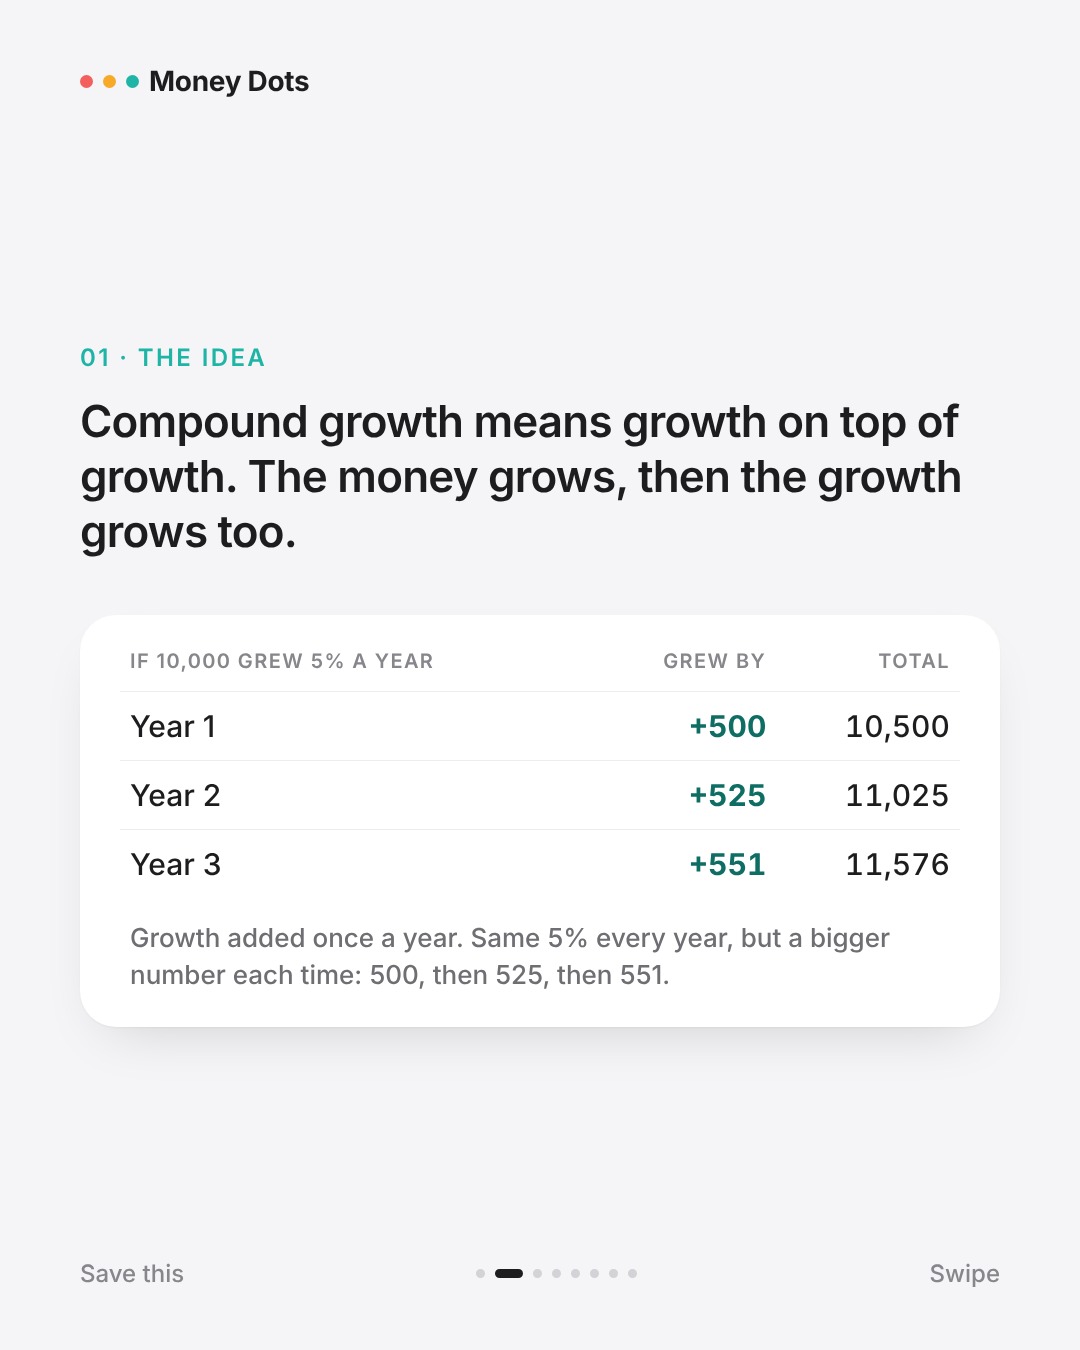 Money Dots
01 · THE IDEA
Compound growth means growth on top of
growth. The money grows, then the growth
grows too.
IF 10,000 GREW 5% A YEAR GREW BY TOTAL
Year 1 +500 10,500
Year 2 +525 11,025
Year 3 +551 11,576
Growth added once a year. Same 5% every year, but a bigger
number each time: 500, then 525, then 551.
Save this Swipe